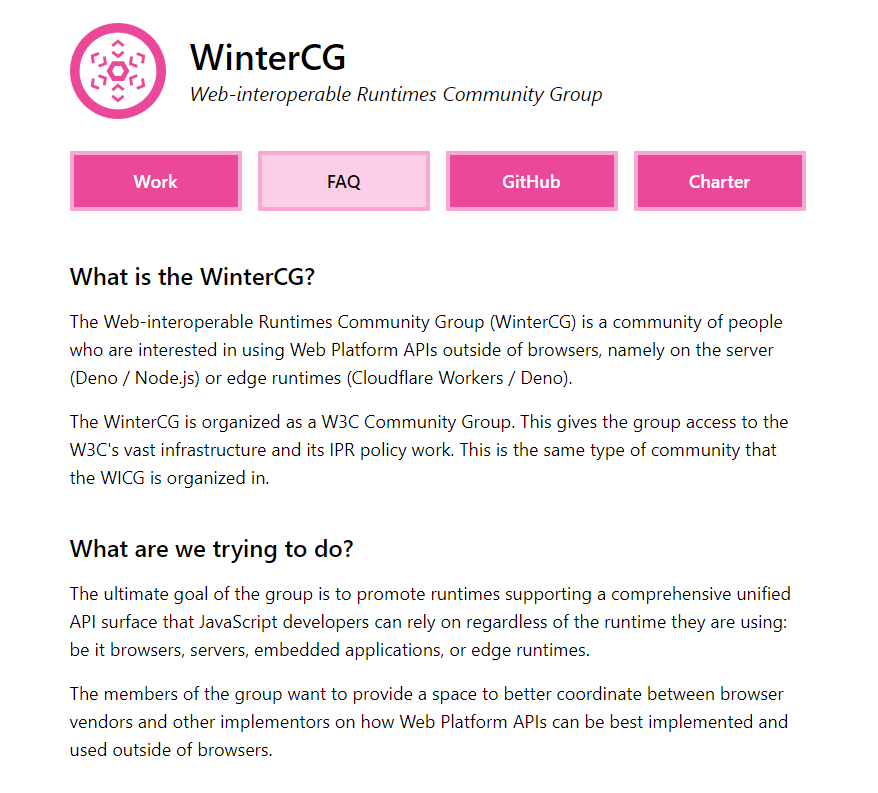 WinterCG
Web-interoperable Runtimes Community Group
Work
FAQ
GitHub
Charter
What is the WinterCG?
The Web-interoperable Runtimes Community Group (WinterCG) is a community of people
who are interested in using Web Platform APIs outside of browsers, namely on the server
(Deno / Node.js) or edge runtimes (Cloudflare Workers / Deno).
The WinterCG is organized as a W3C Community Group. This gives the group access to the
W3C's vast infrastructure and its IPR policy work. This is the same type of community that
the WICG is organized in.
What are we trying to do?
The ultimate goal of the group is to promote runtimes supporting a comprehensive unified
API surface that JavaScript developers can rely on regardless of the runtime they are using:
be it browsers, servers, embedded applications, or edge runtimes.
The members of the group want to provide a space to better coordinate between browser
vendors and other implementors on how Web Platform APIs can be best implemented and
used outside of browsers.